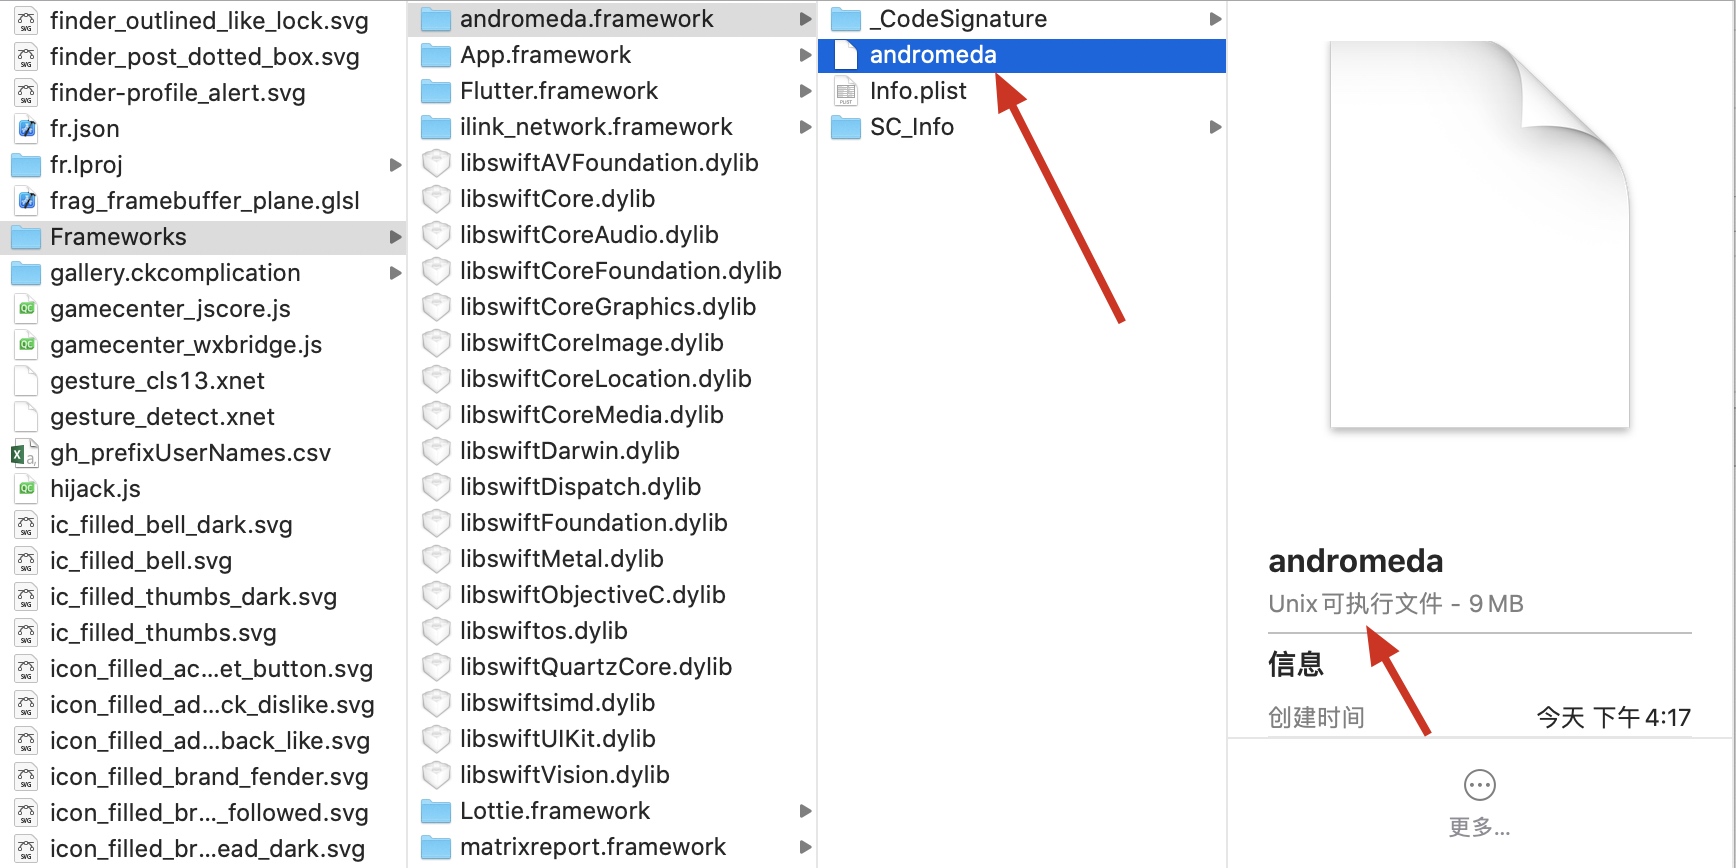 finder_outlined_like_lock.svg
finder_post_dotted_box.svg
finder-profile_alert.svg
fr.json
fr.lproj
frag_framebuffer_plane.glsl
Frameworks
gallery.ckcomplication
gamecenter_jscore.js
gamecenter_wxbridge.js
gesture_cls13.xnet
gesture_detect.xnet
gh_prefixUserNames.csv
hijack.js
ic_filled_bell_dark.svg
ic_filled_bell.svg
ic_filled_thumbs_dark.svg
ic_filled_thumbs.svg
icon_filled_ac...et_button.svg
icon_filled_ad...ck_dislike.svg
icon_filled_ad...back_like.svg
icon_filled_brand_fender.svg
icon_filled_br..._followed.svg
icon_filled_br...ead_dark.svg
andromeda.framework
App.framework
Flutter.framework
ilink_network.framework
libswiftAVFoundation.dylib
libswiftCore.dylib
libswiftCoreAudio.dylib
libswiftCoreFoundation.dylib
libswiftCoreGraphics.dylib
libswiftCoreImage.dylib
libswiftCoreLocation.dylib
libswiftCoreMedia.dylib
libswiftDarwin.dylib
libswiftDispatch.dylib
libswiftFoundation.dylib
libswiftMetal.dylib
libswiftObjectiveC.dylib
libswiftos.dylib
libswiftQuartzCore.dylib
libswiftsimd.dylib
libswiftUIKit.dylib
libswiftVision.dylib
Lottie.framework
matrixreport.framework
_CodeSignature
andromeda
Info.plist
SC_Info
andromeda
Unix可执行文件 - 9 MB
信息
创建时间 今天 下午4:17
更多...